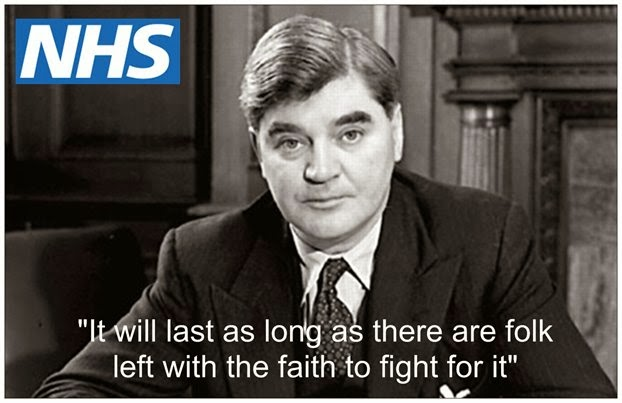 NHS
"It will last as long as there are folk
left with the faith to fight for it"